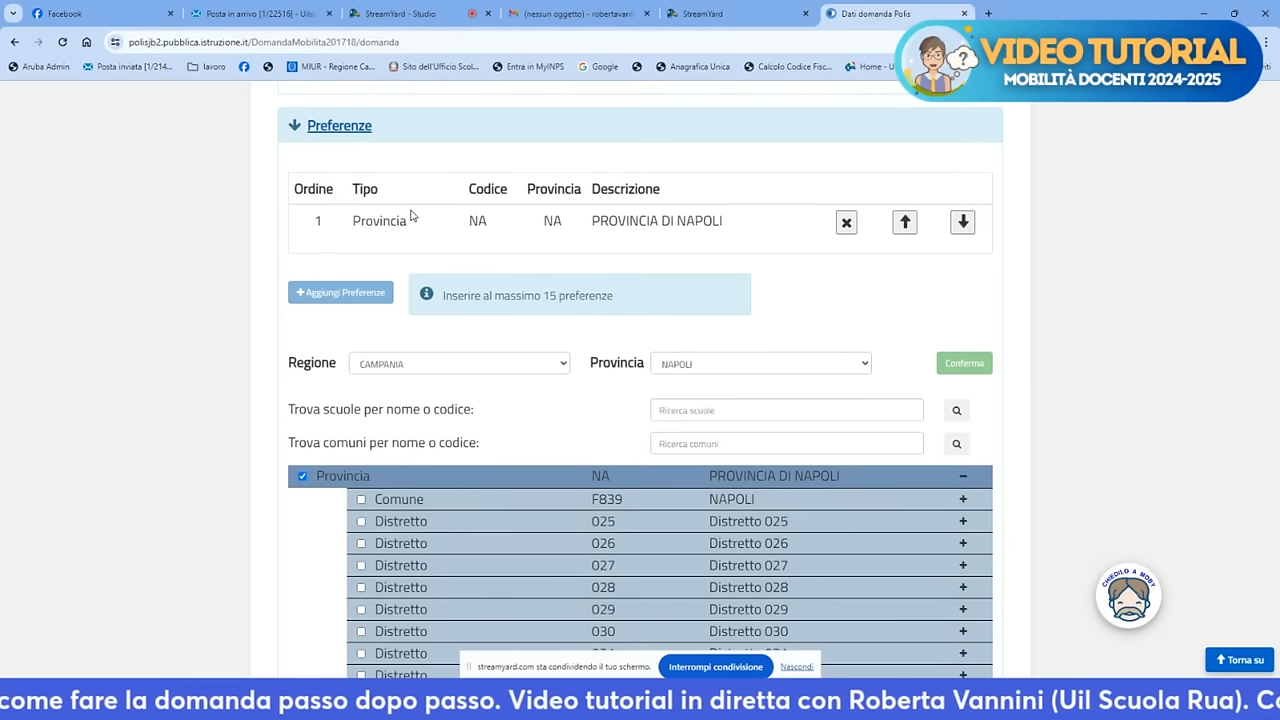 Facebook
Posta in arrivo [1/22516] - Uils
StreamYard - Studio
(nessun oggetto) - robertavari
StreamYard
Dati domanda Polis
polisjb2.pubblica.istruzione.it/DomandaMobilita201718/domanda
Aruba Admin
Posta inviata [1/214...
lavoro
MIUR - Regione Ca...
Sito dell'Ufficio Scol...
Entra in MyINPS
Google
Anagrafica Unica
Calcolo Codice Fisc...
Home - U
VIDEO TUTORIAL
MOBILITÀ DOCENTI 2024-2025
Preferenze
Ordine Tipo Codice Provincia Descrizione
1 Provincia NA NA PROVINCIA DI NAPOLI
+ Aggiungi Preferenze
Inserire al massimo 15 preferenze
Regione CAMPANIA Provincia NAPOLI Conferma
Trova scuole per nome o codice: Ricerca scuole
Trova comuni per nome o codice: Ricerca comuni
Provincia NA PROVINCIA DI NAPOLI
Comune F839 NAPOLI
Distretto 025 Distretto 025
Distretto 026 Distretto 026
Distretto 027 Distretto 027
Distretto 028 Distretto 028
Distretto 029 Distretto 029
Distretto 030 Distretto 030
Distretto
CHIEDILO A MOBY
streamyard.com sta condividendo il tuo schermo. Interrompi condivisione Nascondi
Torna su
come fare la domanda passo dopo passo. Video tutorial in diretta con Roberta Vannini (Uil Scuola Rua). C